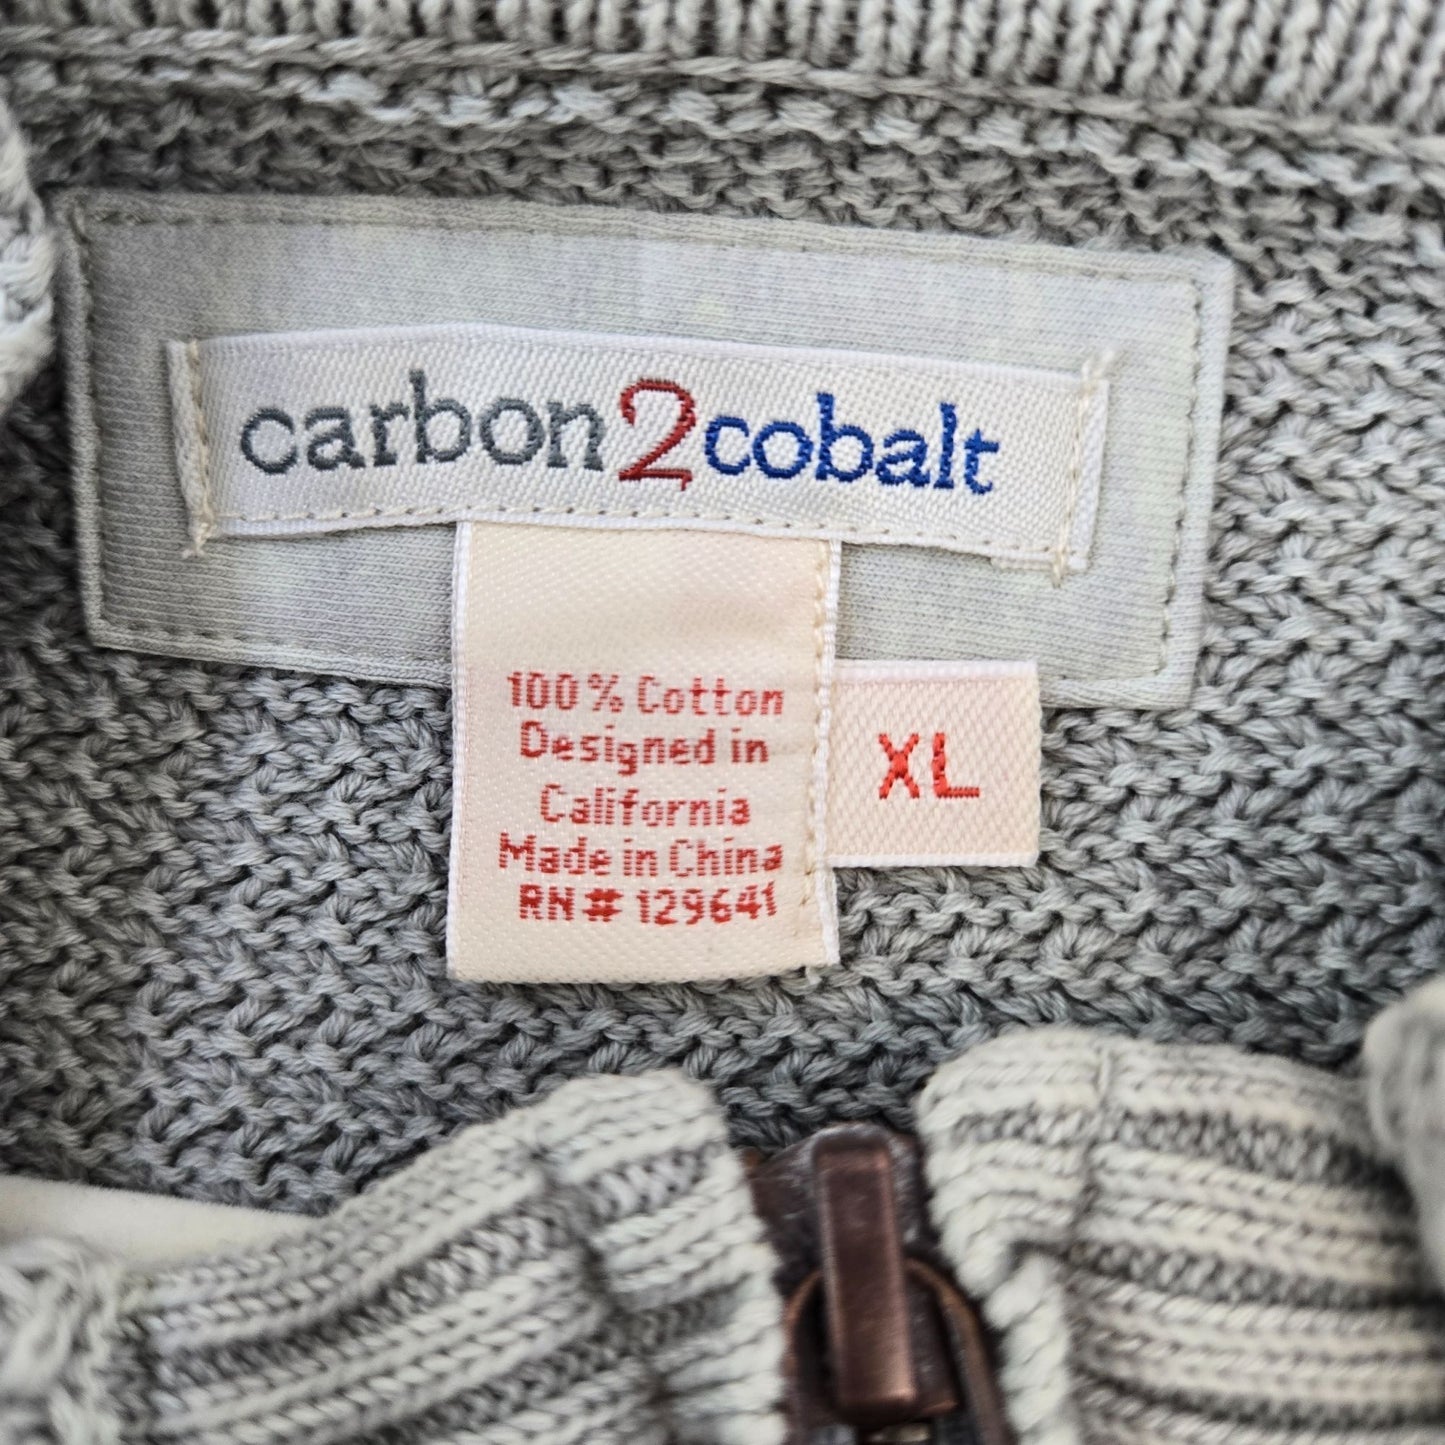 carbon2cobalt
100% Cotton
Designed in
California
Made in China
RN# 129641
XL